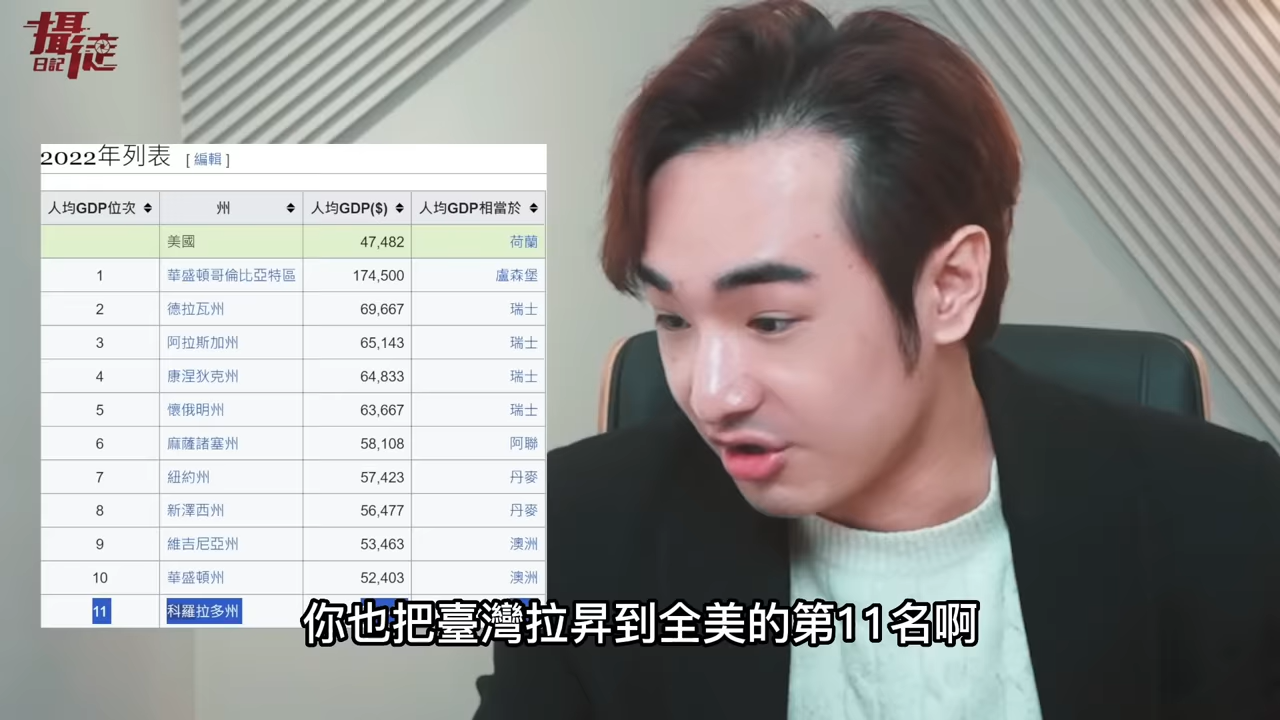 攝徒
日記
2022年列表 [編輯]
人均GDP位次 州 人均GDP($) 人均GDP相當於
美國 47,482 荷蘭
1 華盛頓哥倫比亞特區 174,500 盧森堡
2 德拉瓦州 69,667 瑞士
3 阿拉斯加州 65,143 瑞士
4 康涅狄克州 64,833 瑞士
5 懷俄明州 63,667 瑞士
6 麻薩諸塞州 58,108 阿聯
7 紐約州 57,423 丹麥
8 新澤西州 56,477 丹麥
9 維吉尼亞州 53,463 澳洲
10 華盛頓州 52,403 澳洲
11 科羅拉多州
你也把臺灣拉昇到全美的第11名啊